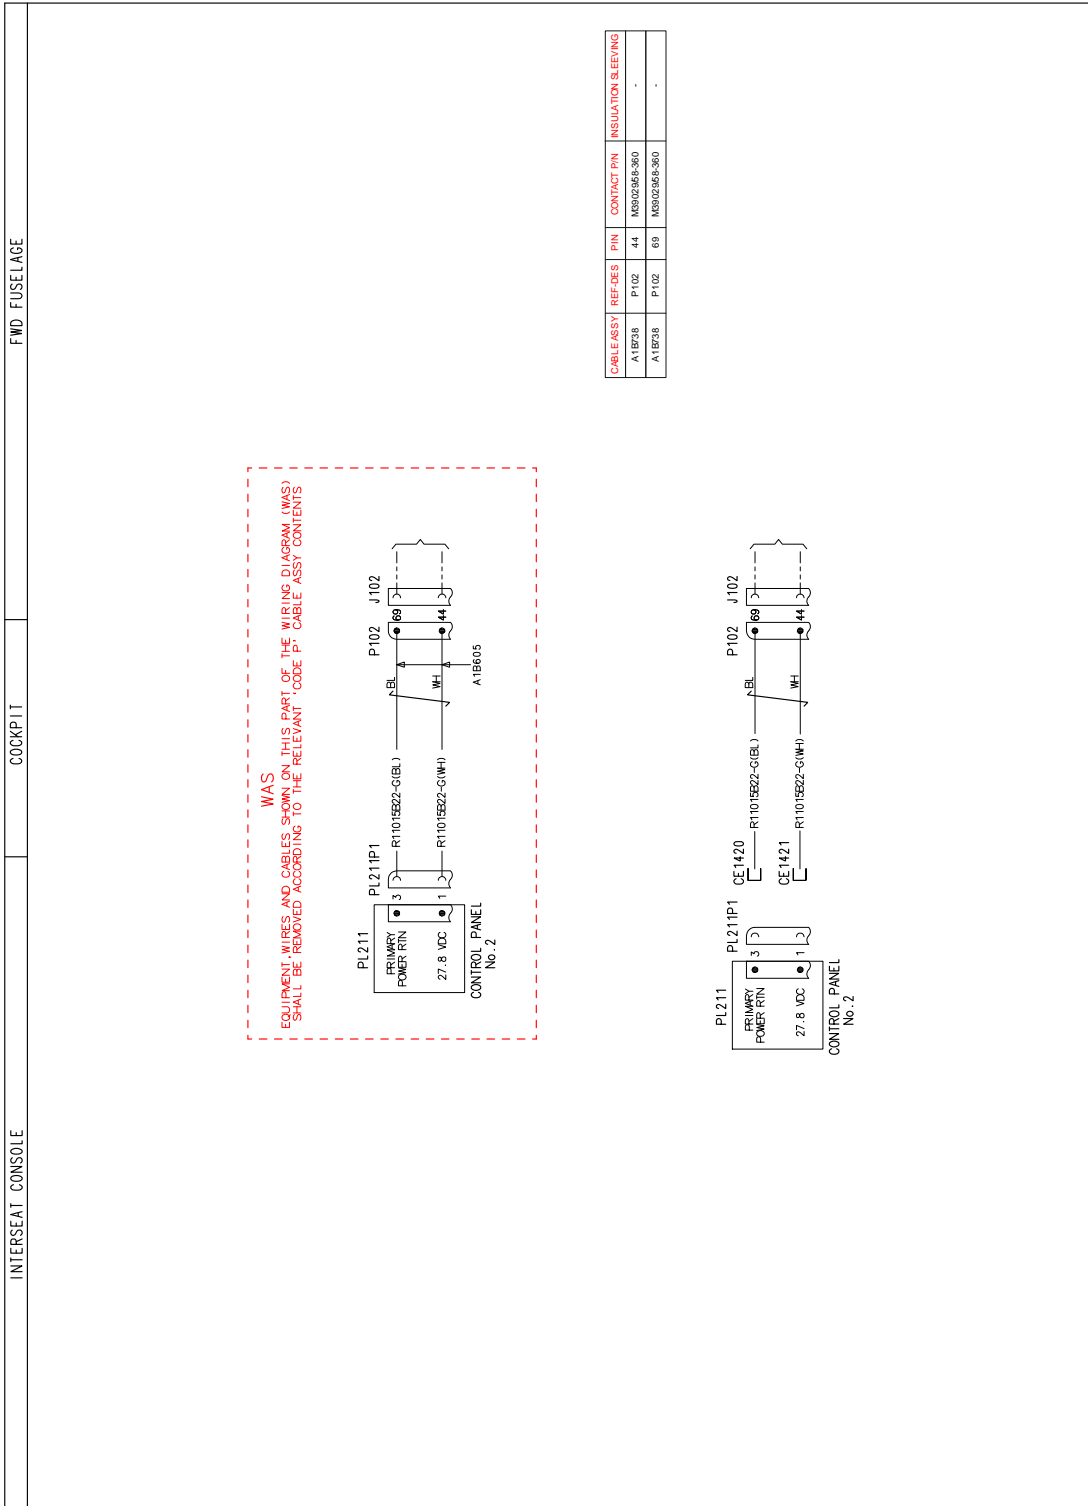 INTERSEAT CONSOLE
COCKPIT
FWD FUSELAGE
WAS
EQUIPMENT,WIRES AND CABLES SHOWN ON THIS PART OF THE WIRING DIAGRAM (WAS)
SHALL BE REMOVED ACCORDING TO THE RELEVANT 'CODE P' CABLE ASSY CONTENTS
PL211
PL211P1
P102
J102
PRIMARY
POWER RTN
3
R11015B22-G(BL)
BL
69
27.8 VDC
1
R11015B22-G(WH)
WH
44
CONTROL PANEL
No.2
A1B605
CABLE ASSY REF-DES PIN CONTACT P/N INSULATION SLEEVING
A1B738 P102 44 M39029/58-360 -
A1B738 P102 69 M39029/58-360 -
PL211
PL211P1
CE1420
P102
J102
PRIMARY
POWER RTN
3
R11015B22-G(BL)
BL
69
CE1421
27.8 VDC
1
R11015B22-G(WH)
WH
44
CONTROL PANEL
No.2